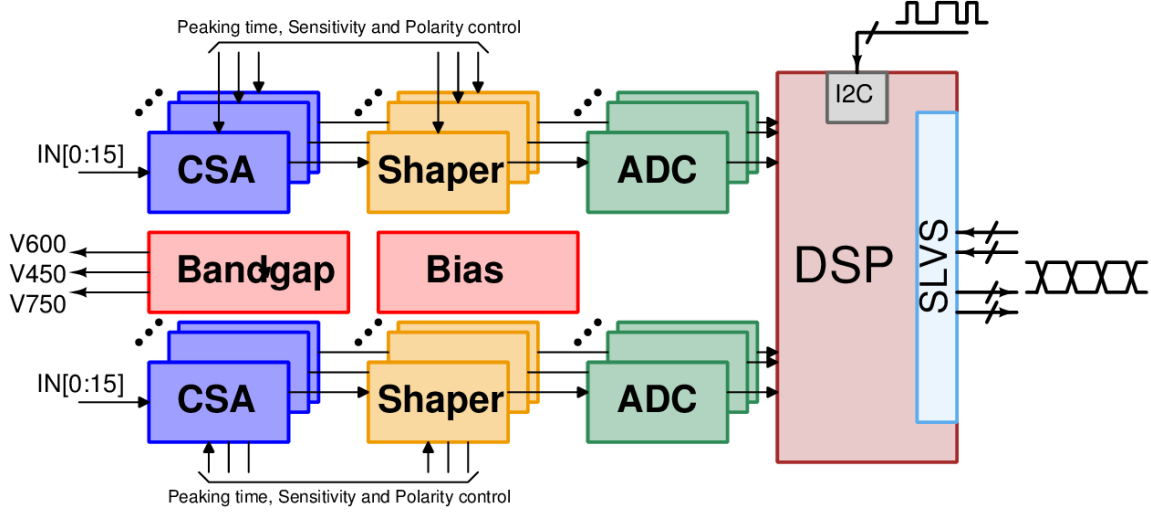 Peaking time, Sensitivity and Polarity control
I2C
IN[0:15]
CSA
Shaper
ADC
V600
V450
V750
Bandgap
Bias
DSP
SLVS
IN[0:15]
CSA
Shaper
ADC
Peaking time, Sensitivity and Polarity control